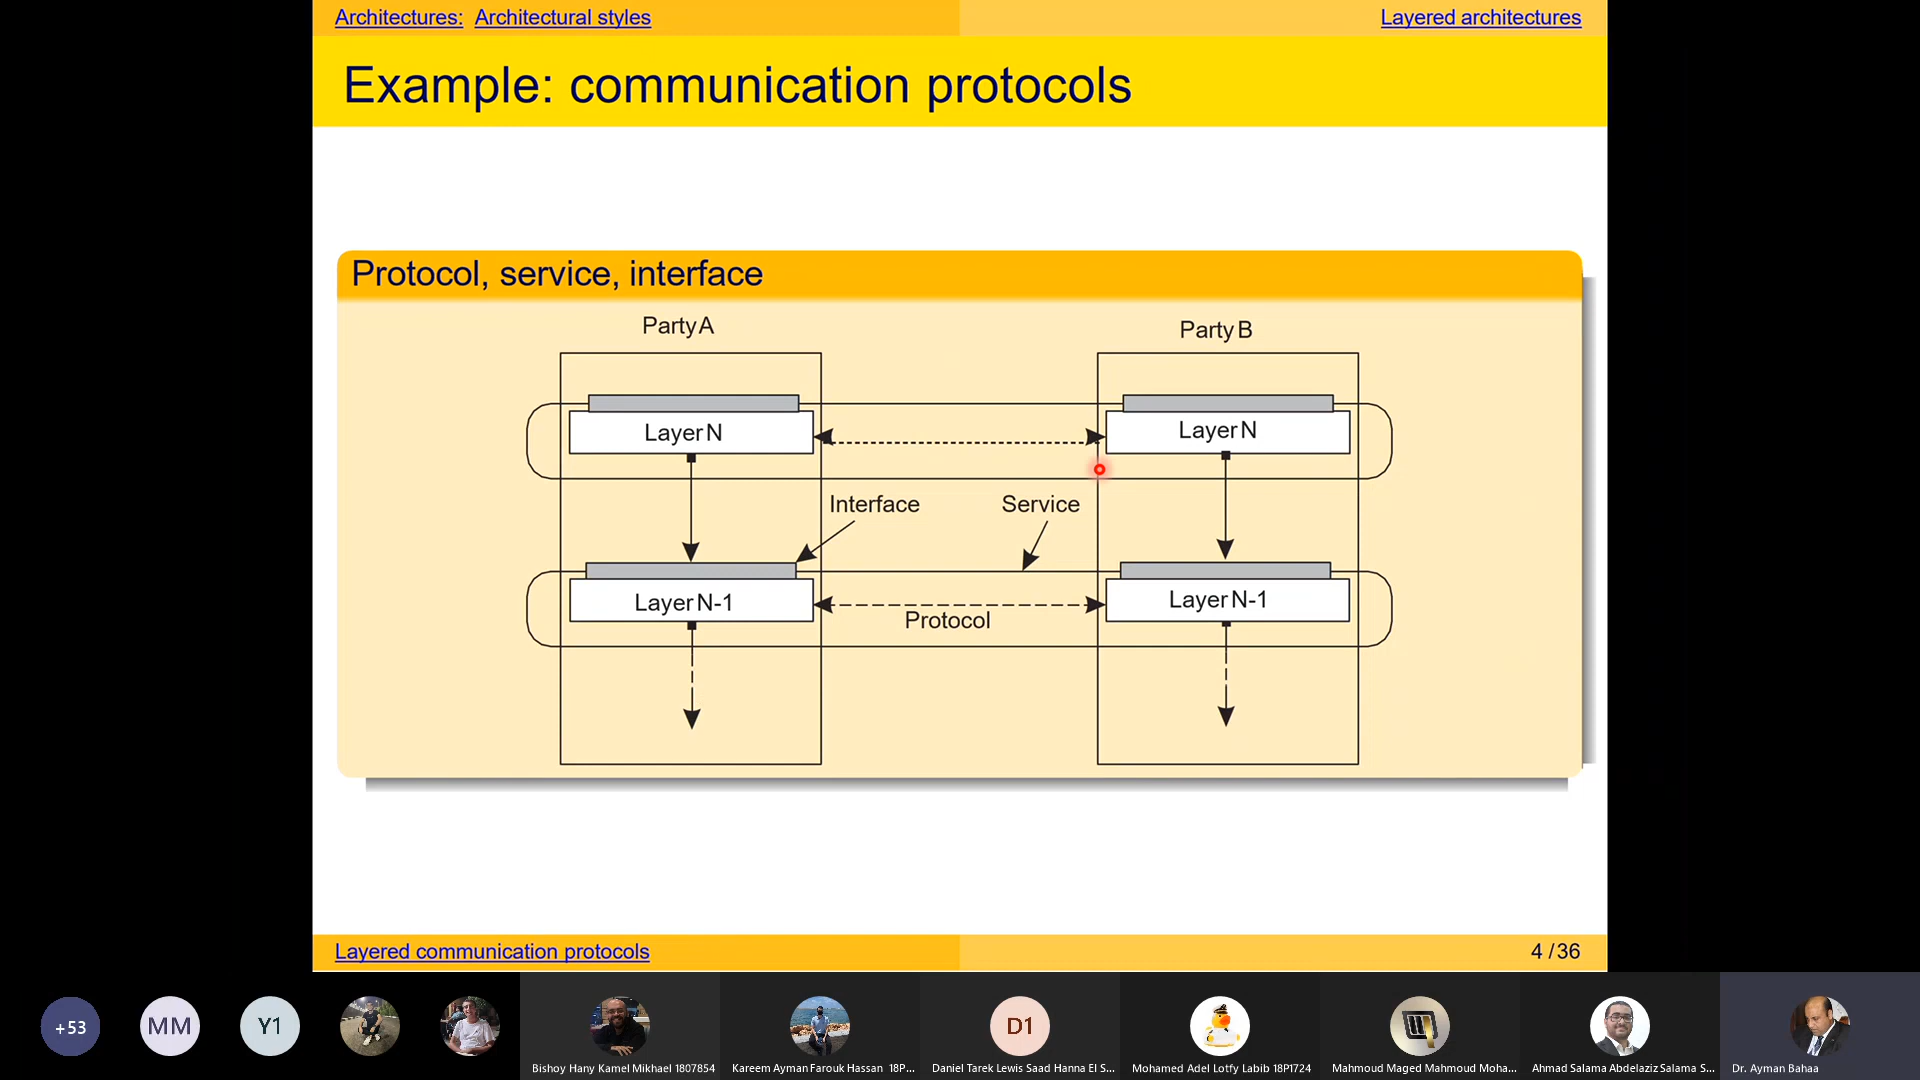 Architectures: Architectural styles Layered architectures
Example: communication protocols
Protocol, service, interface
Party A Party B
Layer N Layer N
Interface Service
Layer N-1 Layer N-1
Protocol
Layered communication protocols 4 / 36
+53 MM Y1 D1
Bishoy Hany Kamel Mikhael 1807854 Kareem Ayman Farouk Hassan 18P... Daniel Tarek Lewis Saad Hanna El S... Mohamed Adel Lotfy Labib 18P1724 Mahmoud Maged Mahmoud Moha... Ahmad Salama Abdelaziz Salama S... Dr. Ayman Bahaa